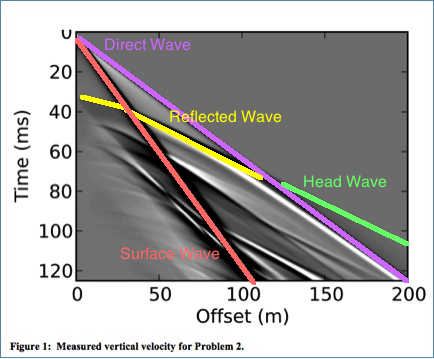 0
Direct Wave
20
40
Reflected Wave
60
Head Wave
80
100
Surface Wave
120
Time (ms)
0 50 100 150 200
Offset (m)
Figure 1: Measured vertical velocity for Problem 2.